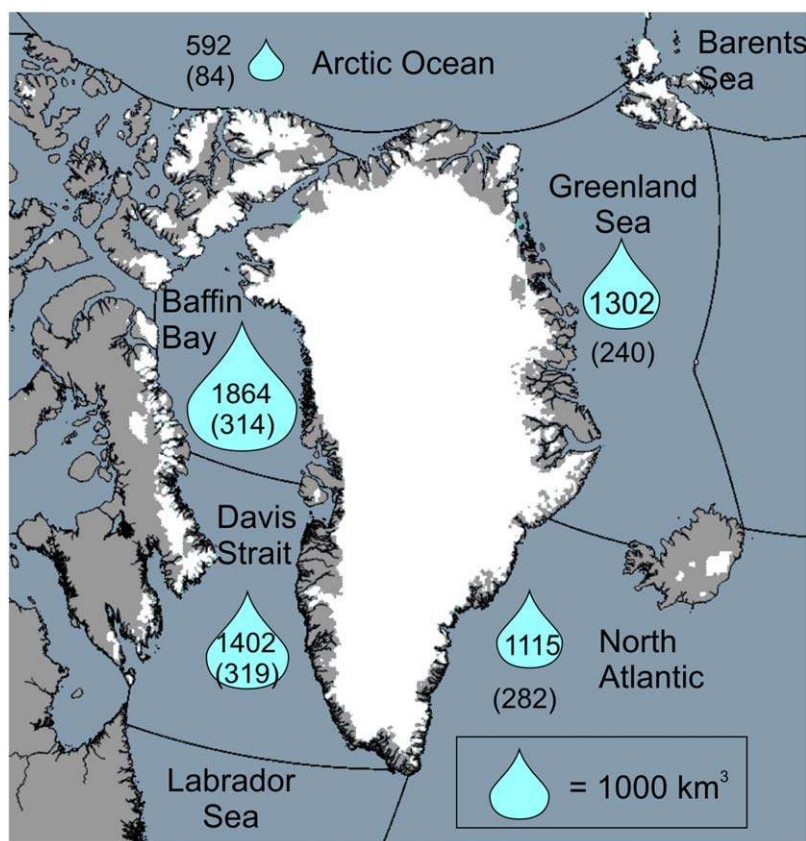 592
(84)
Arctic Ocean
Barents
Sea
Greenland
Sea
1302
(240)
Baffin
Bay
1864
(314)
Davis
Strait
1402
(319)
1115
(282)
North
Atlantic
Labrador
Sea
= 1000 km³